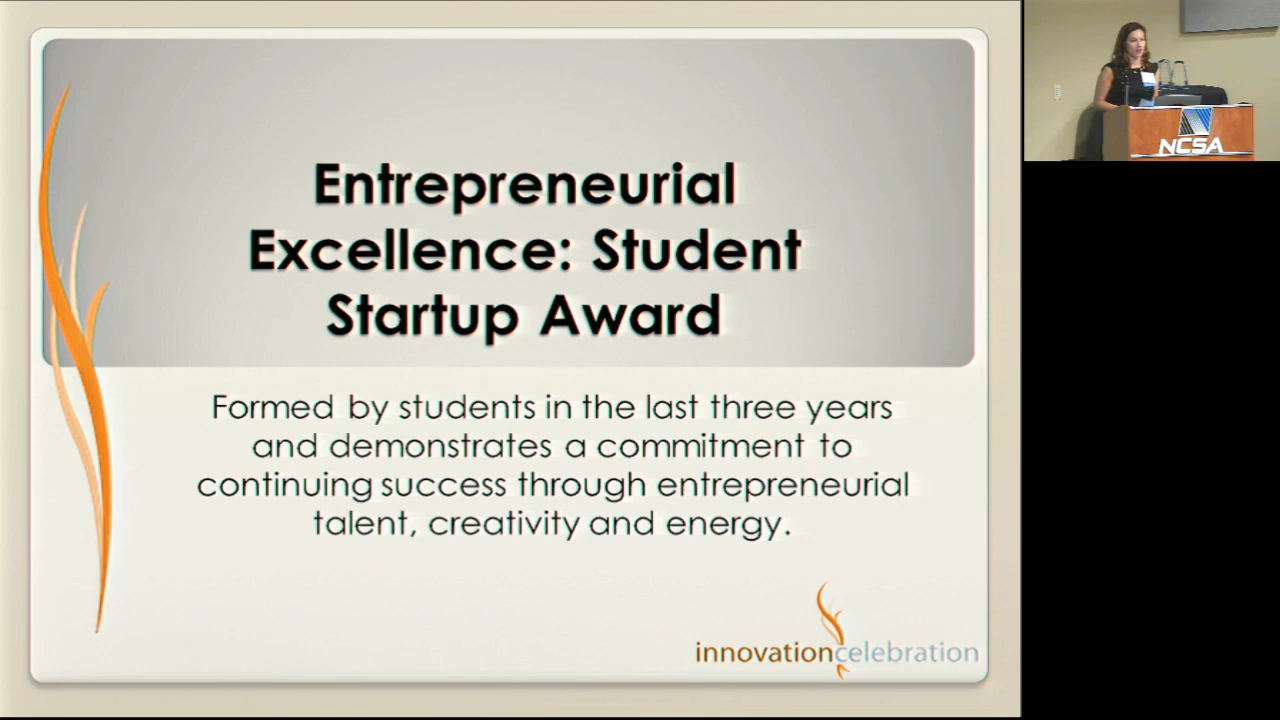 Entrepreneurial
Excellence: Student
Startup Award
Formed by students in the last three years
and demonstrates a commitment to
continuing success through entrepreneurial
talent, creativity and energy.
innovationcelebration
NCSA